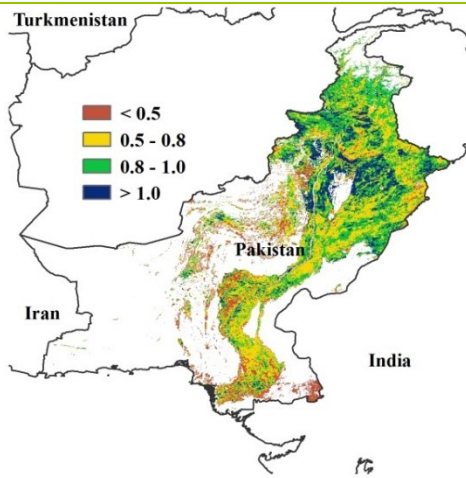 Turkmenistan
< 0.5
0.5 - 0.8
0.8 - 1.0
> 1.0
Pakistan
Iran
India